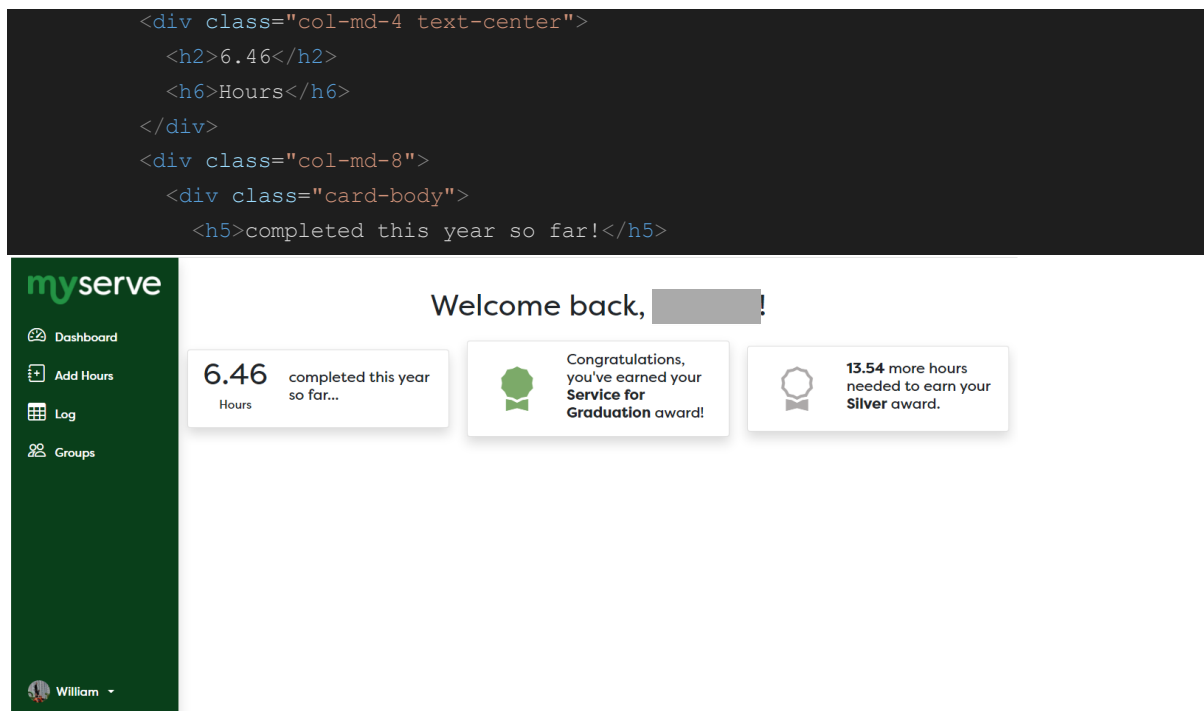 <div class="col-md-4 text-center">
<h2>6.46</h2>
<h6>Hours</h6>
</div>
<div class="col-md-8">
<div class="card-body">
<h5>completed this year so far!</h5>
myserve
Dashboard
Add Hours
Log
Groups
William
Welcome back, !
6.46
Hours
completed this year
so far...
Congratulations,
you've earned your
Service for
Graduation award!
13.54 more hours
needed to earn your
Silver award.